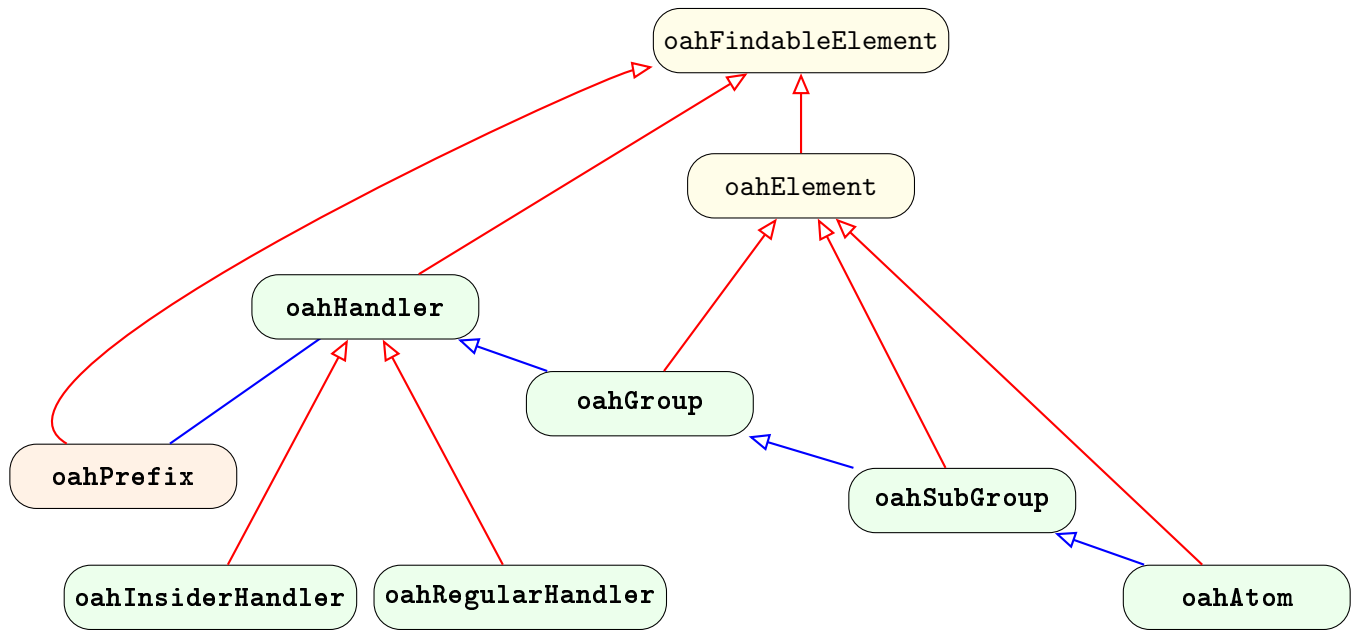 oahFindableElement
oahElement
oahHandler
oahGroup
oahPrefix
oahSubGroup
oahInsiderHandler
oahRegularHandler
oahAtom